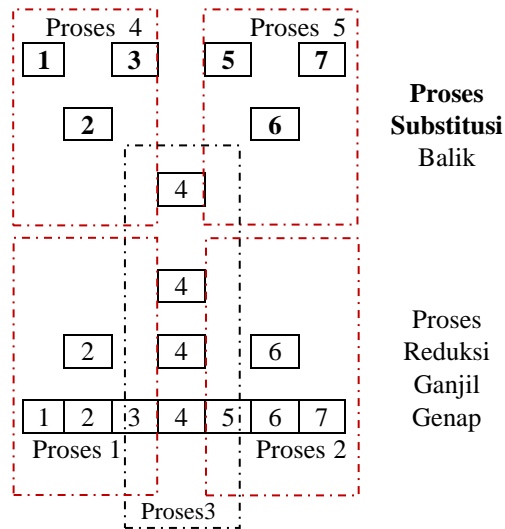 Proses 4
Proses 5
1 3 5 7
2 6
Proses
Substitusi
Balik
4
4
2 4 6
Proses
Reduksi
Ganjil
Genap
1 2 3 4 5 6 7
Proses 1
Proses 2
Proses3